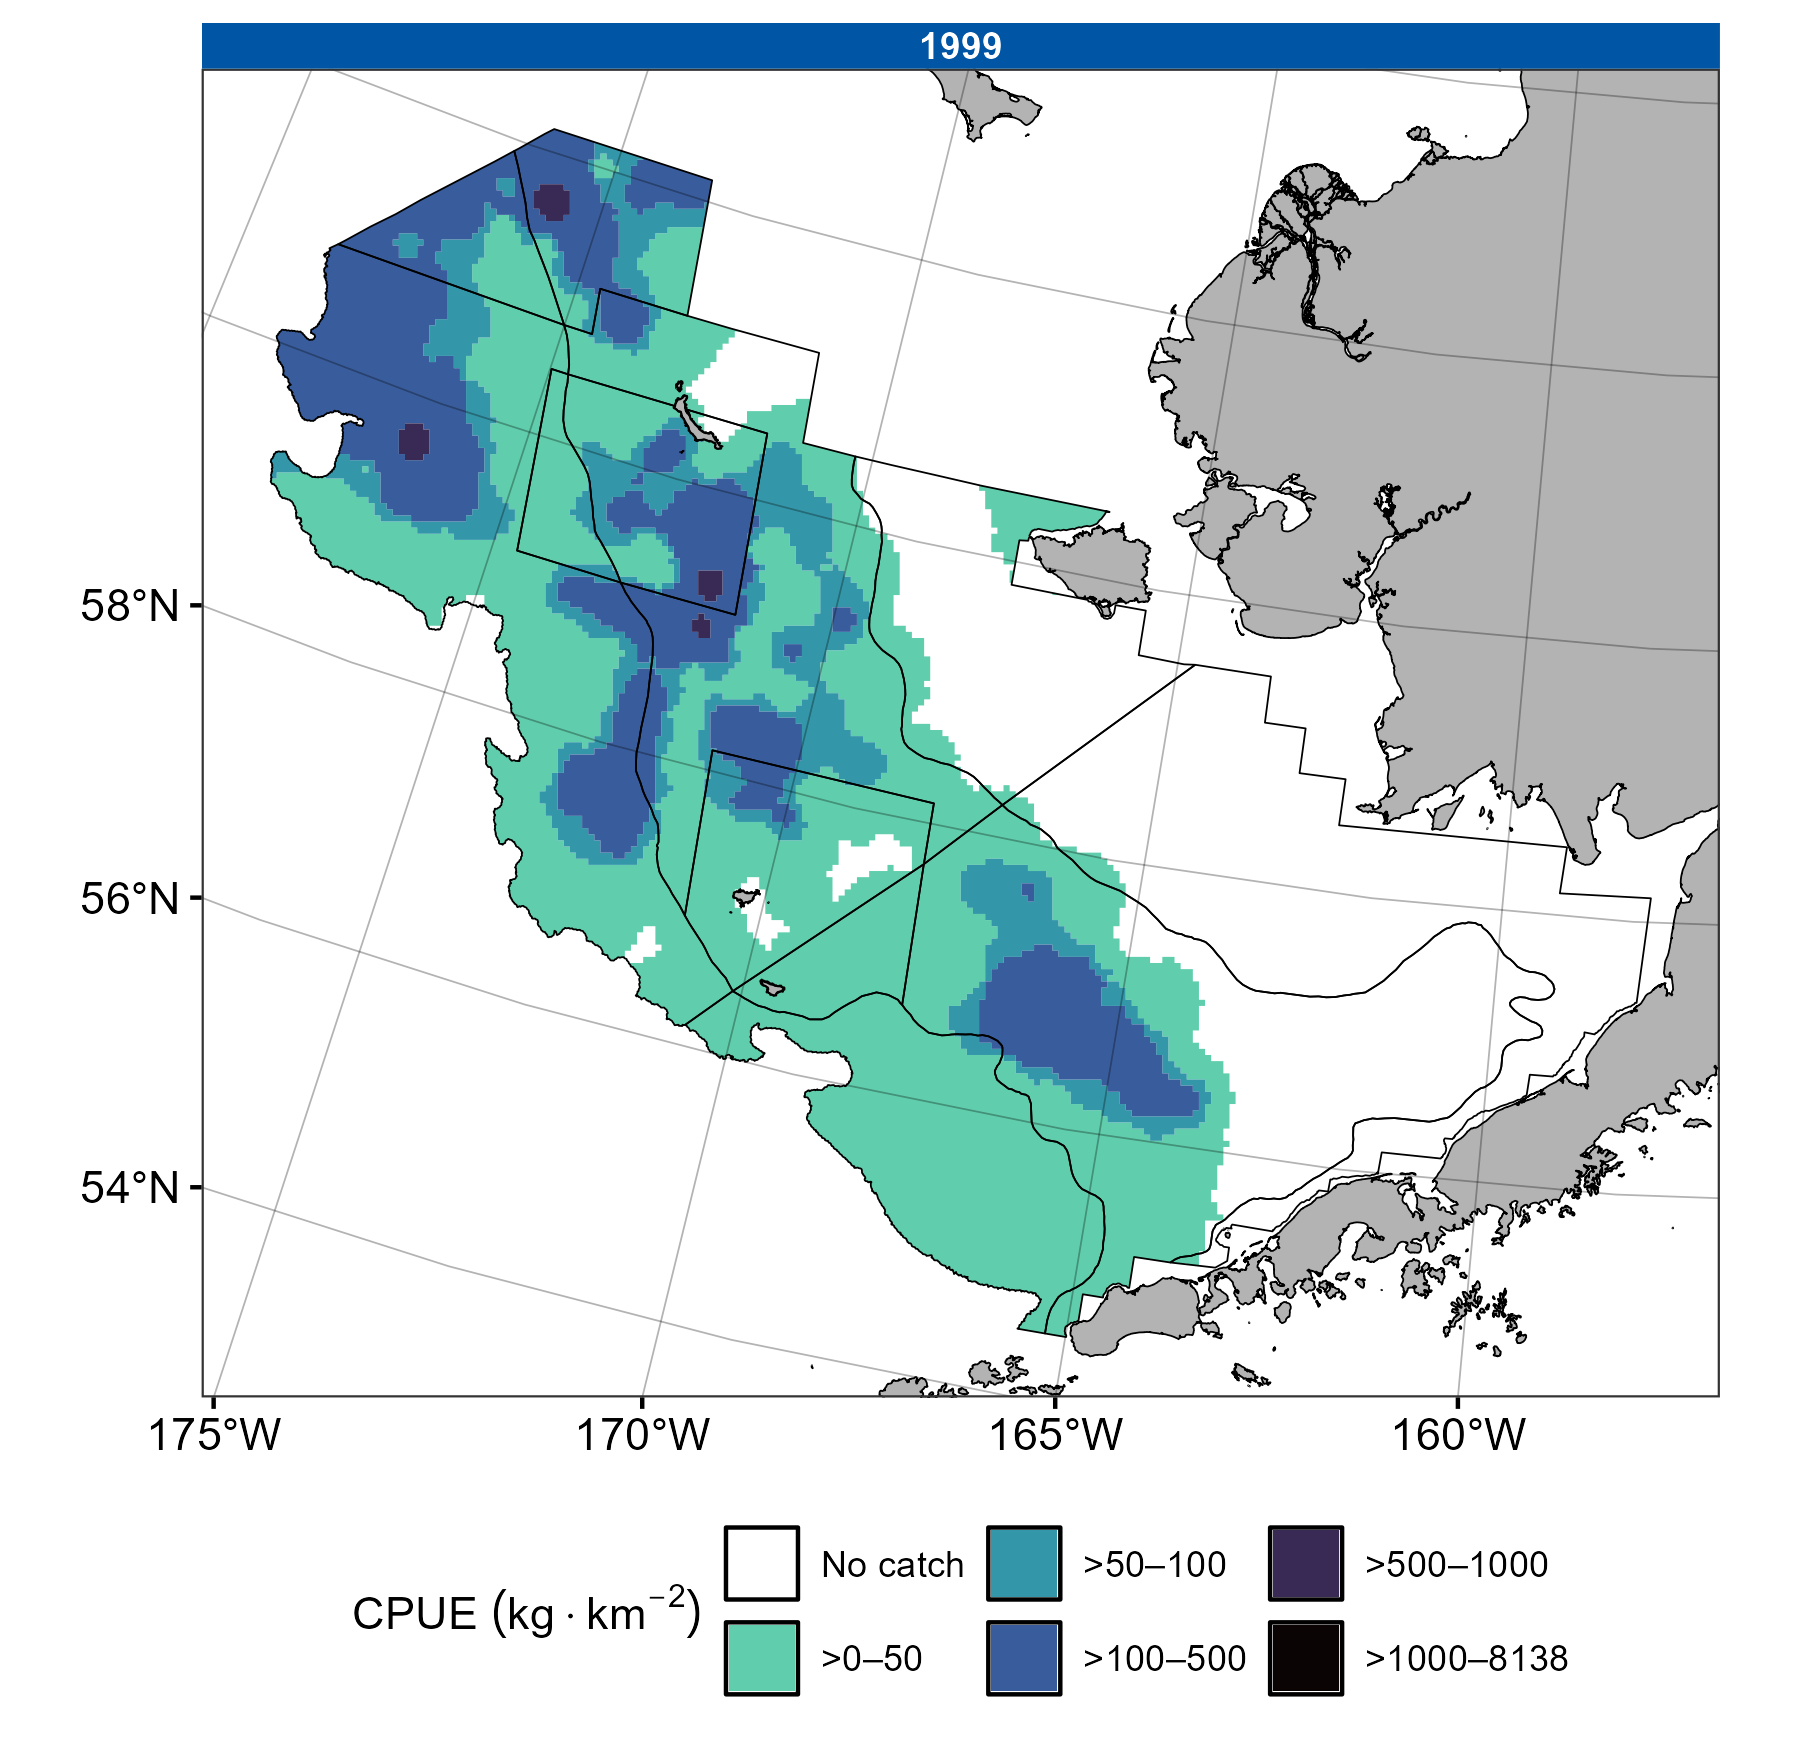 1999
58°N
56°N
54°N
175°W 170°W 165°W 160°W
CPUE (kg · km⁻²)
No catch >50–100 >500–1000
>0–50 >100–500 >1000–8138